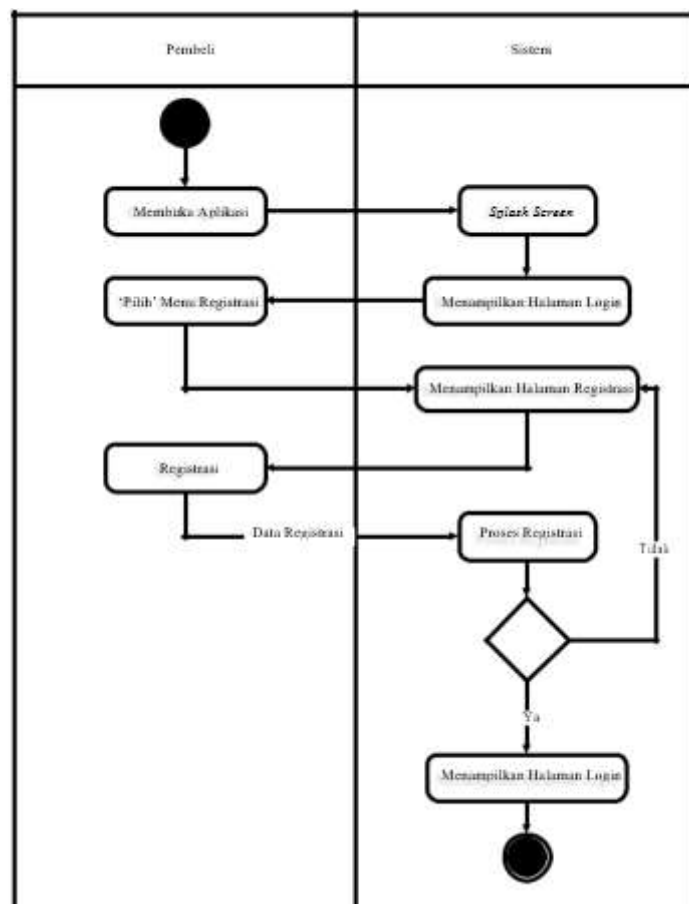 Pembeli
Sistem
Membuka Aplikasi
Splash Screen
'Pilih' Menu Registrasi
Menampilkan Halaman Login
Menampilkan Halaman Registrasi
Registrasi
Data Registrasi
Proses Registrasi
Tidak
Ya
Menampilkan Halaman Login